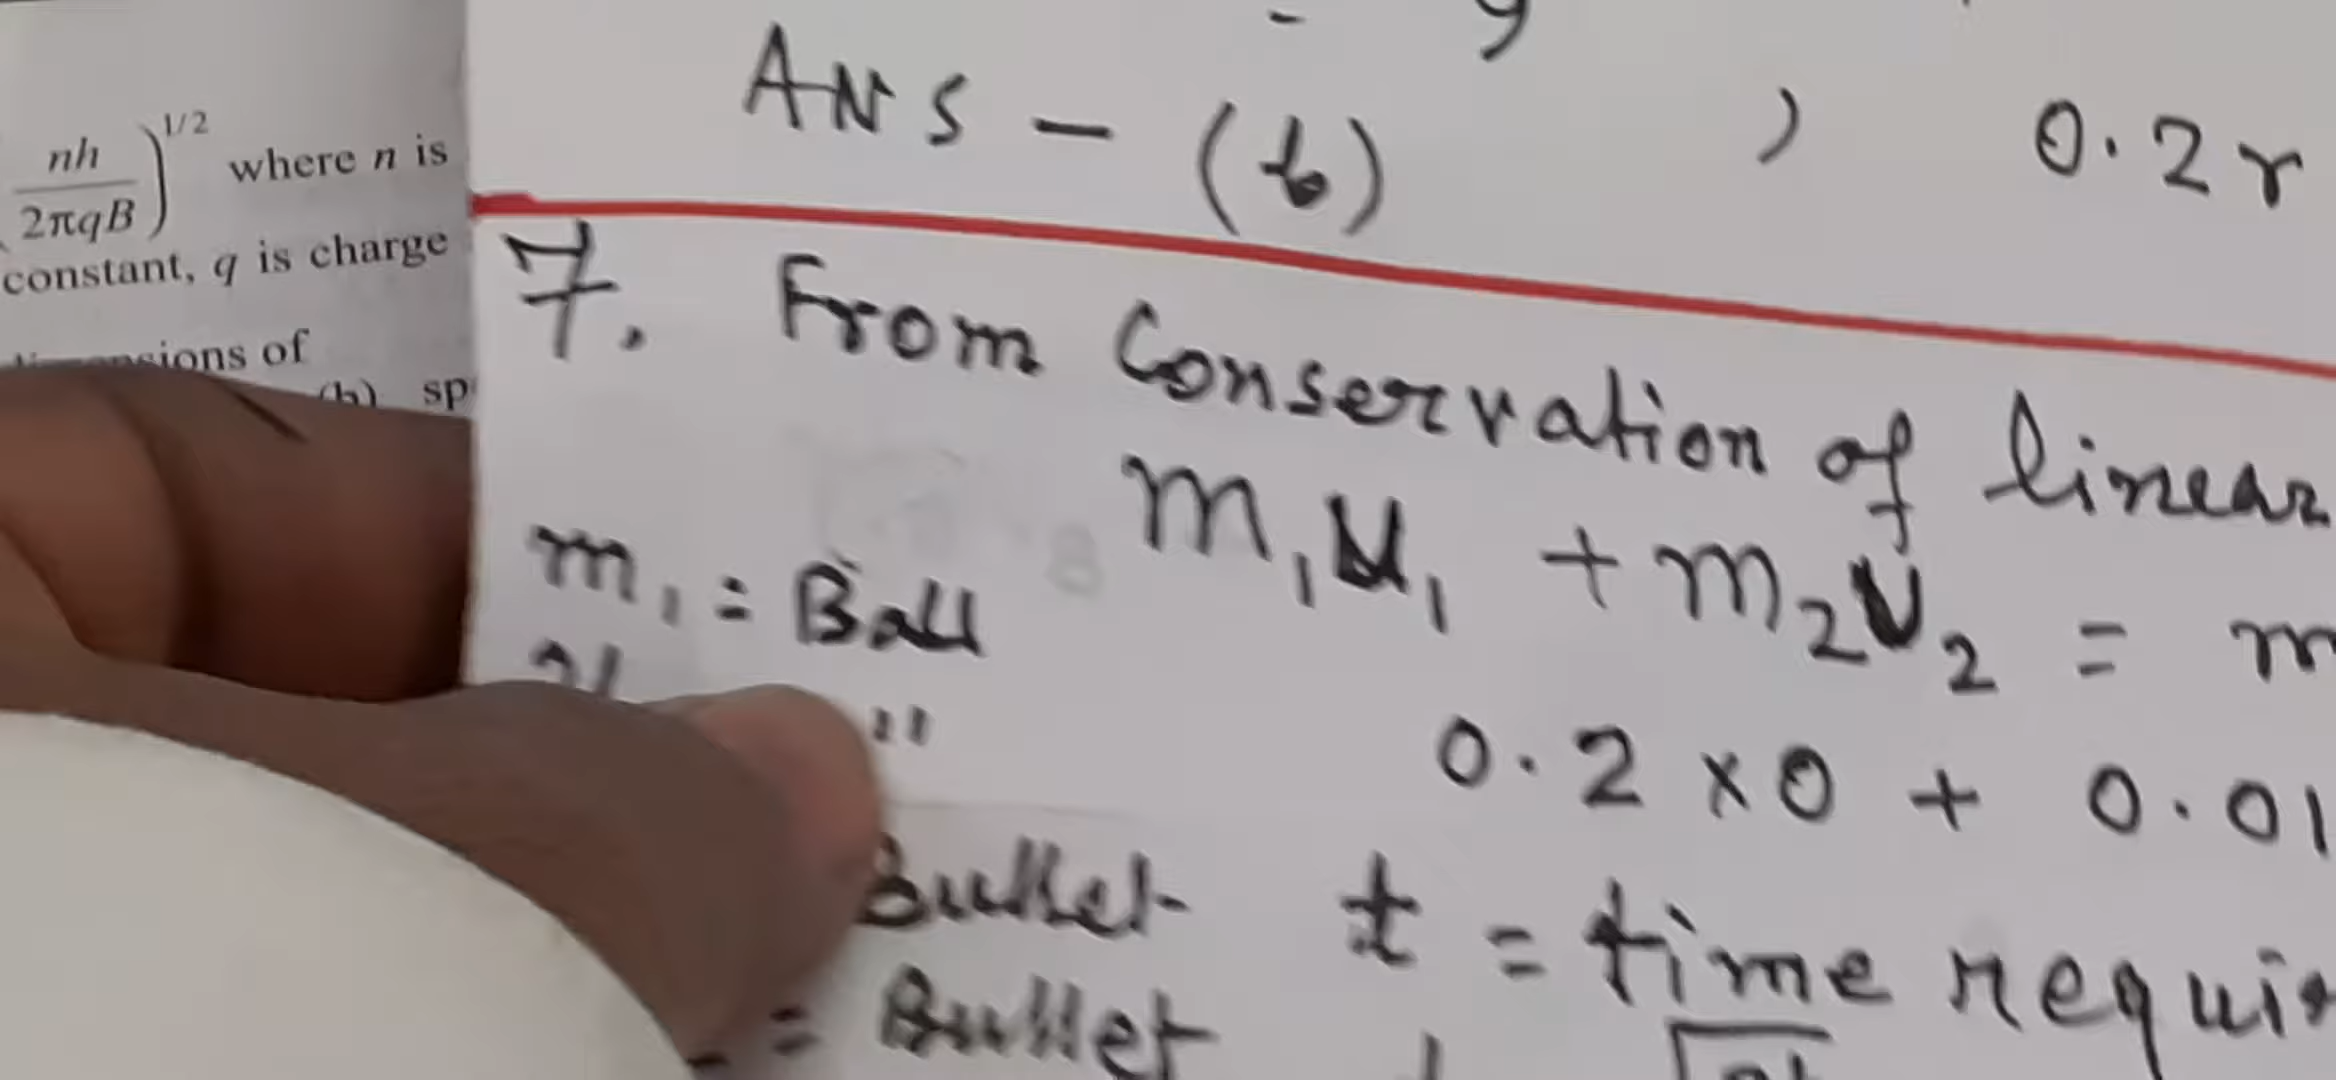 (nh/2πqB)^1/2 where n is
constant, q is charge
sions of
(b) sp
ANS - (b)
) 0.2r
7. From Conservation of linear
m₁u₁ + m₂v₂ = m
m₁ = Ball
"
0.2 x 0 + 0.01
Bullet
t = time requir
= Bullet